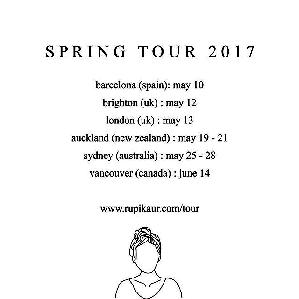 SPRING TOUR 2017
barcelona (spain): may 10
brighton (uk) : may 12
london (uk) : may 13
auckland (new zealand) : may 19 - 21
sydney (australia) : may 25 - 28
vancouver (canada) : june 14
www.rupikaur.com/tour